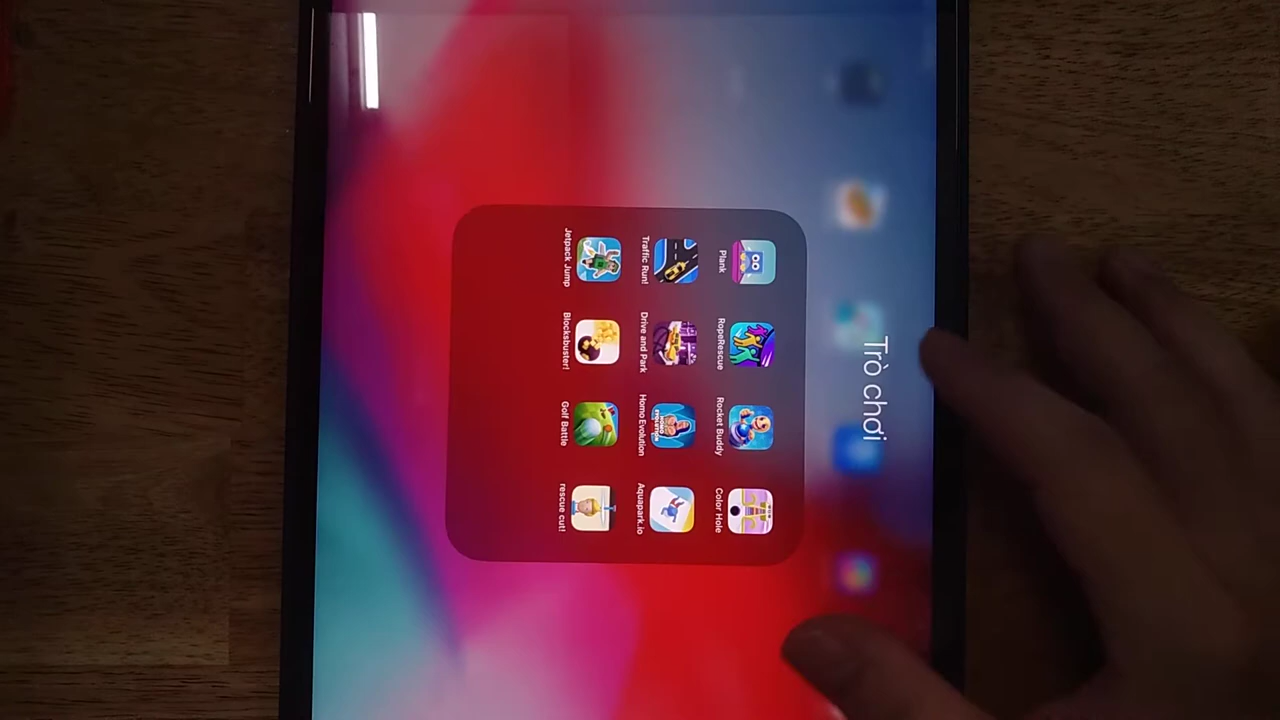 Trò chơi
Plank
RopeRescue
Rocket Buddy
Color Hole
Traffic Run!
Drive and Park
Homo Evolution
Aquapark.io
Jetpack Jump
Blocksbuster!
Golf Battle
rescue cut!